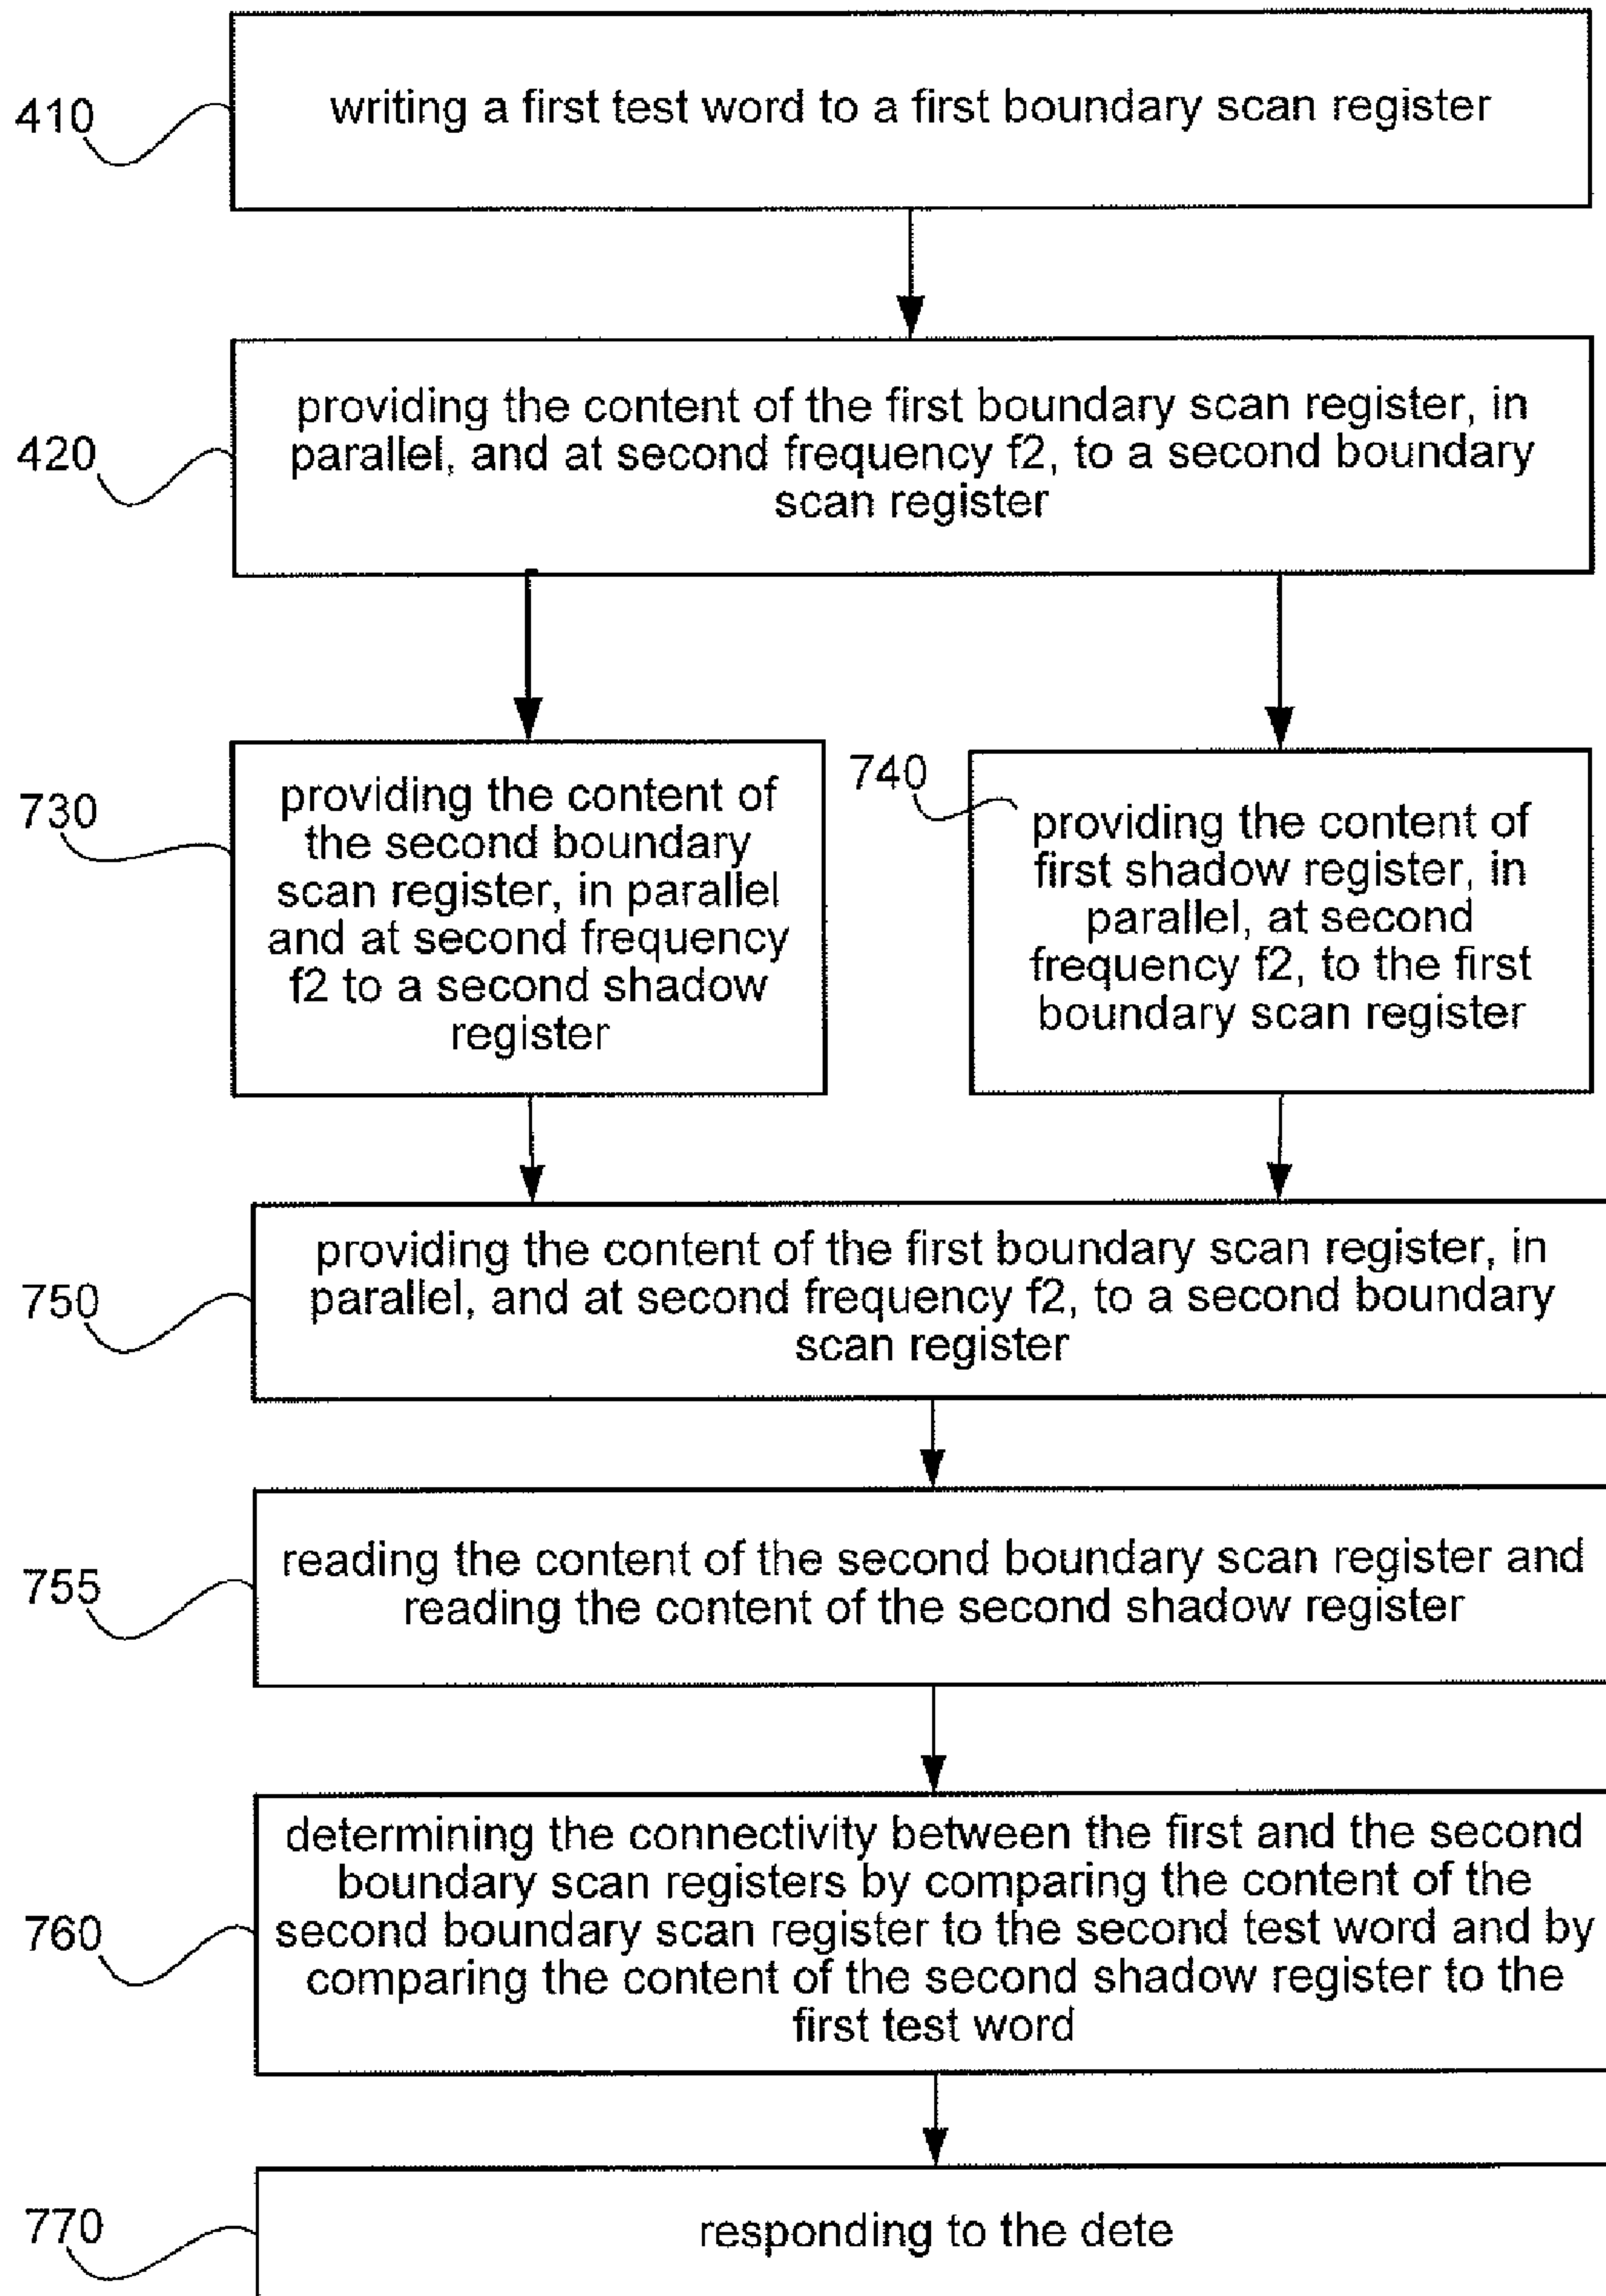 410
writing a first test word to a first boundary scan register
420
providing the content of the first boundary scan register, in
parallel, and at second frequency f2, to a second boundary
scan register
730
providing the content of
the second boundary
scan register, in parallel
and at second frequency
f2 to a second shadow
register
740
providing the content of
first shadow register, in
parallel, at second
frequency f2, to the first
boundary scan register
750
providing the content of the first boundary scan register, in
parallel, and at second frequency f2, to a second boundary
scan register
755
reading the content of the second boundary scan register and
reading the content of the second shadow register
760
determining the connectivity between the first and the second
boundary scan registers by comparing the content of the
second boundary scan register to the second test word and by
comparing the content of the second shadow register to the
first test word
770
responding to the dete